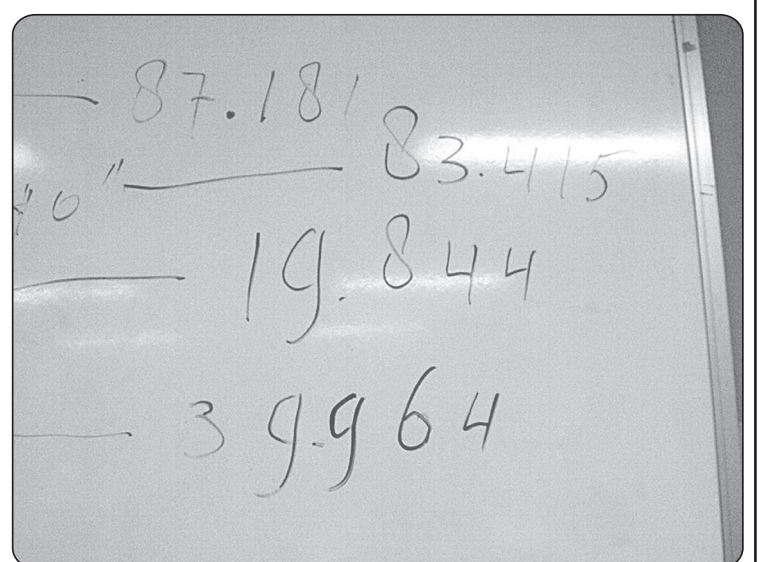 — 87.181
"0" — 83.415
— 19.844
— 39.964